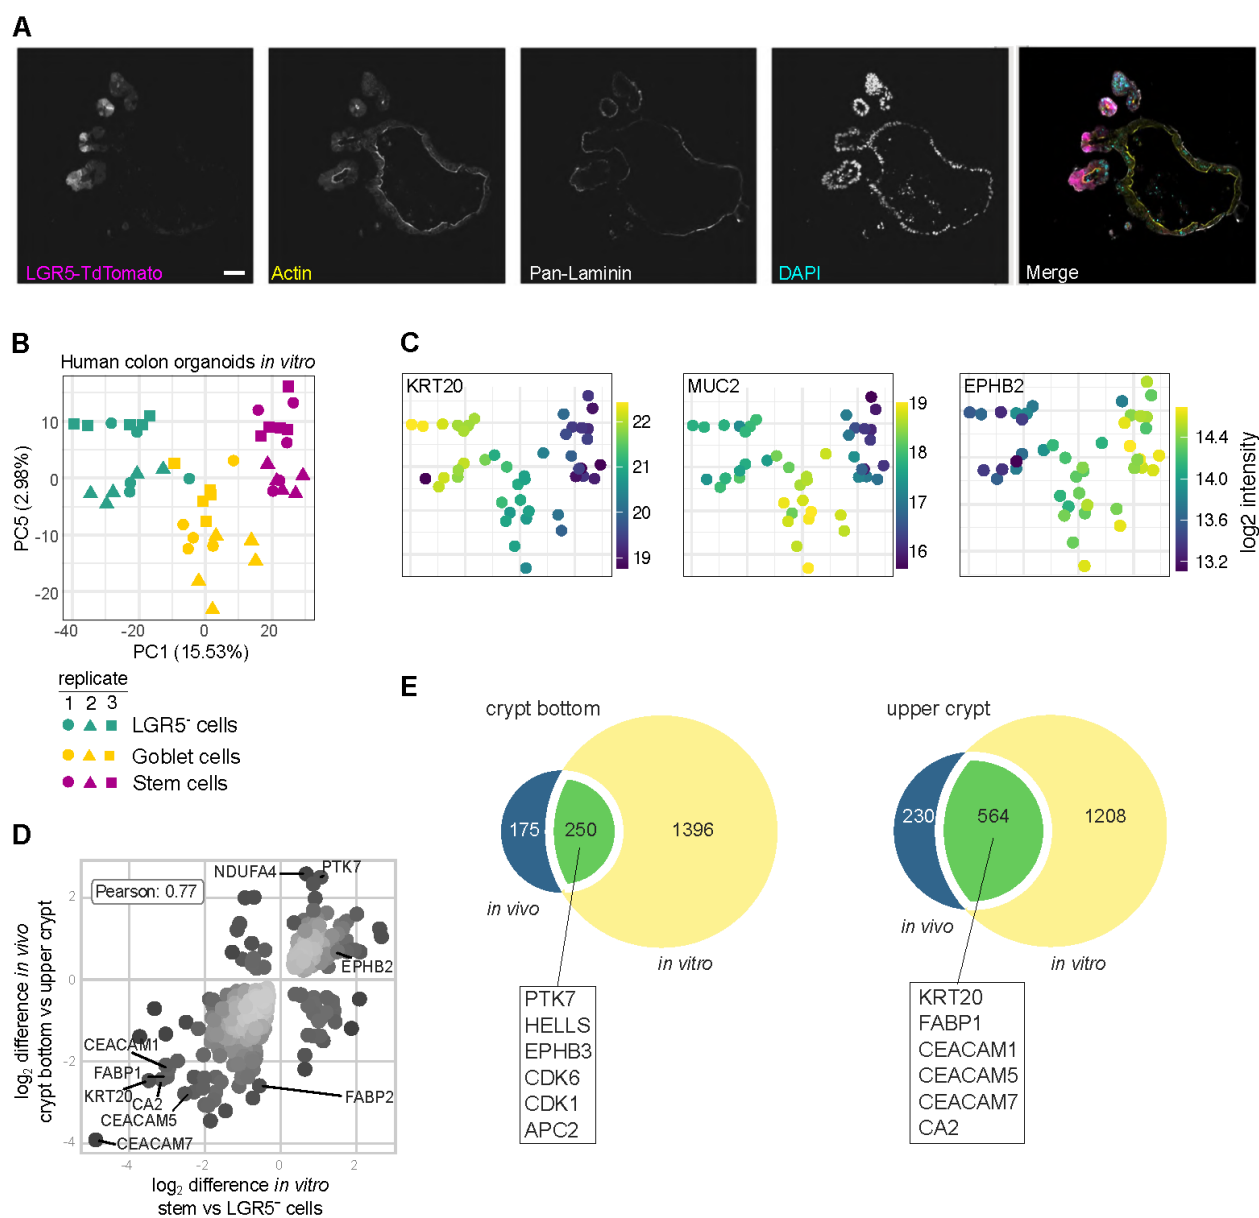 A
LGR5-TdTomato
Actin
Pan-Laminin
DAPI
Merge
B
Human colon organoids in vitro
PC5 (2.98%)
10
0
-10
-20
-40
-20
0
20
PC1 (15.53%)
replicate
1 2 3
LGR5⁻ cells
Goblet cells
Stem cells
C
KRT20
22
21
20
19
MUC2
19
18
17
16
EPHB2
14.4
14.0
13.6
13.2
log2 intensity
D
log₂ difference in vivo
crypt bottom vs upper crypt
2
0
-2
-4
Pearson: 0.77
NDUFA4
PTK7
EPHB2
CEACAM1
FABP1
KRT20
CA2
CEACAM5
CEACAM7
FABP2
-4
-2
0
2
log₂ difference in vitro
stem vs LGR5⁻ cells
E
crypt bottom
175
250
1396
in vivo
in vitro
PTK7
HELLS
EPHB3
CDK6
CDK1
APC2
upper crypt
230
564
1208
in vivo
in vitro
KRT20
FABP1
CEACAM1
CEACAM5
CEACAM7
CA2